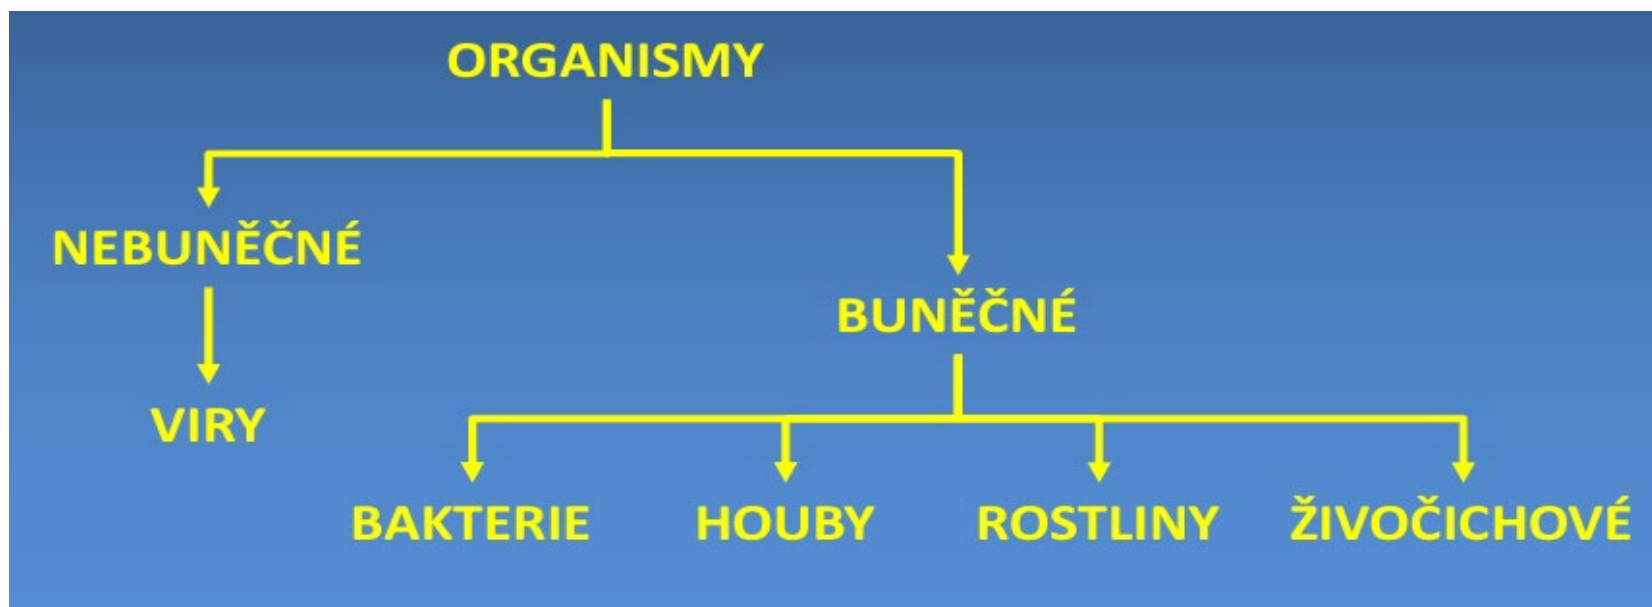 ORGANISMY
NEBUNĚČNÉ
BUNĚČNÉ
VIRY
BAKTERIE HOUBY ROSTLINY ŽIVOČICHOVÉ